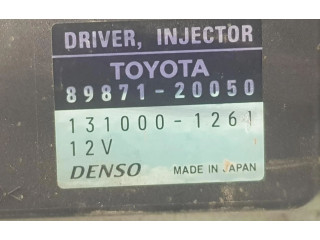 DRIVER, INJECTOR
TOYOTA
89871-20050
131000-1261
12V
DENSO MADE IN JAPAN